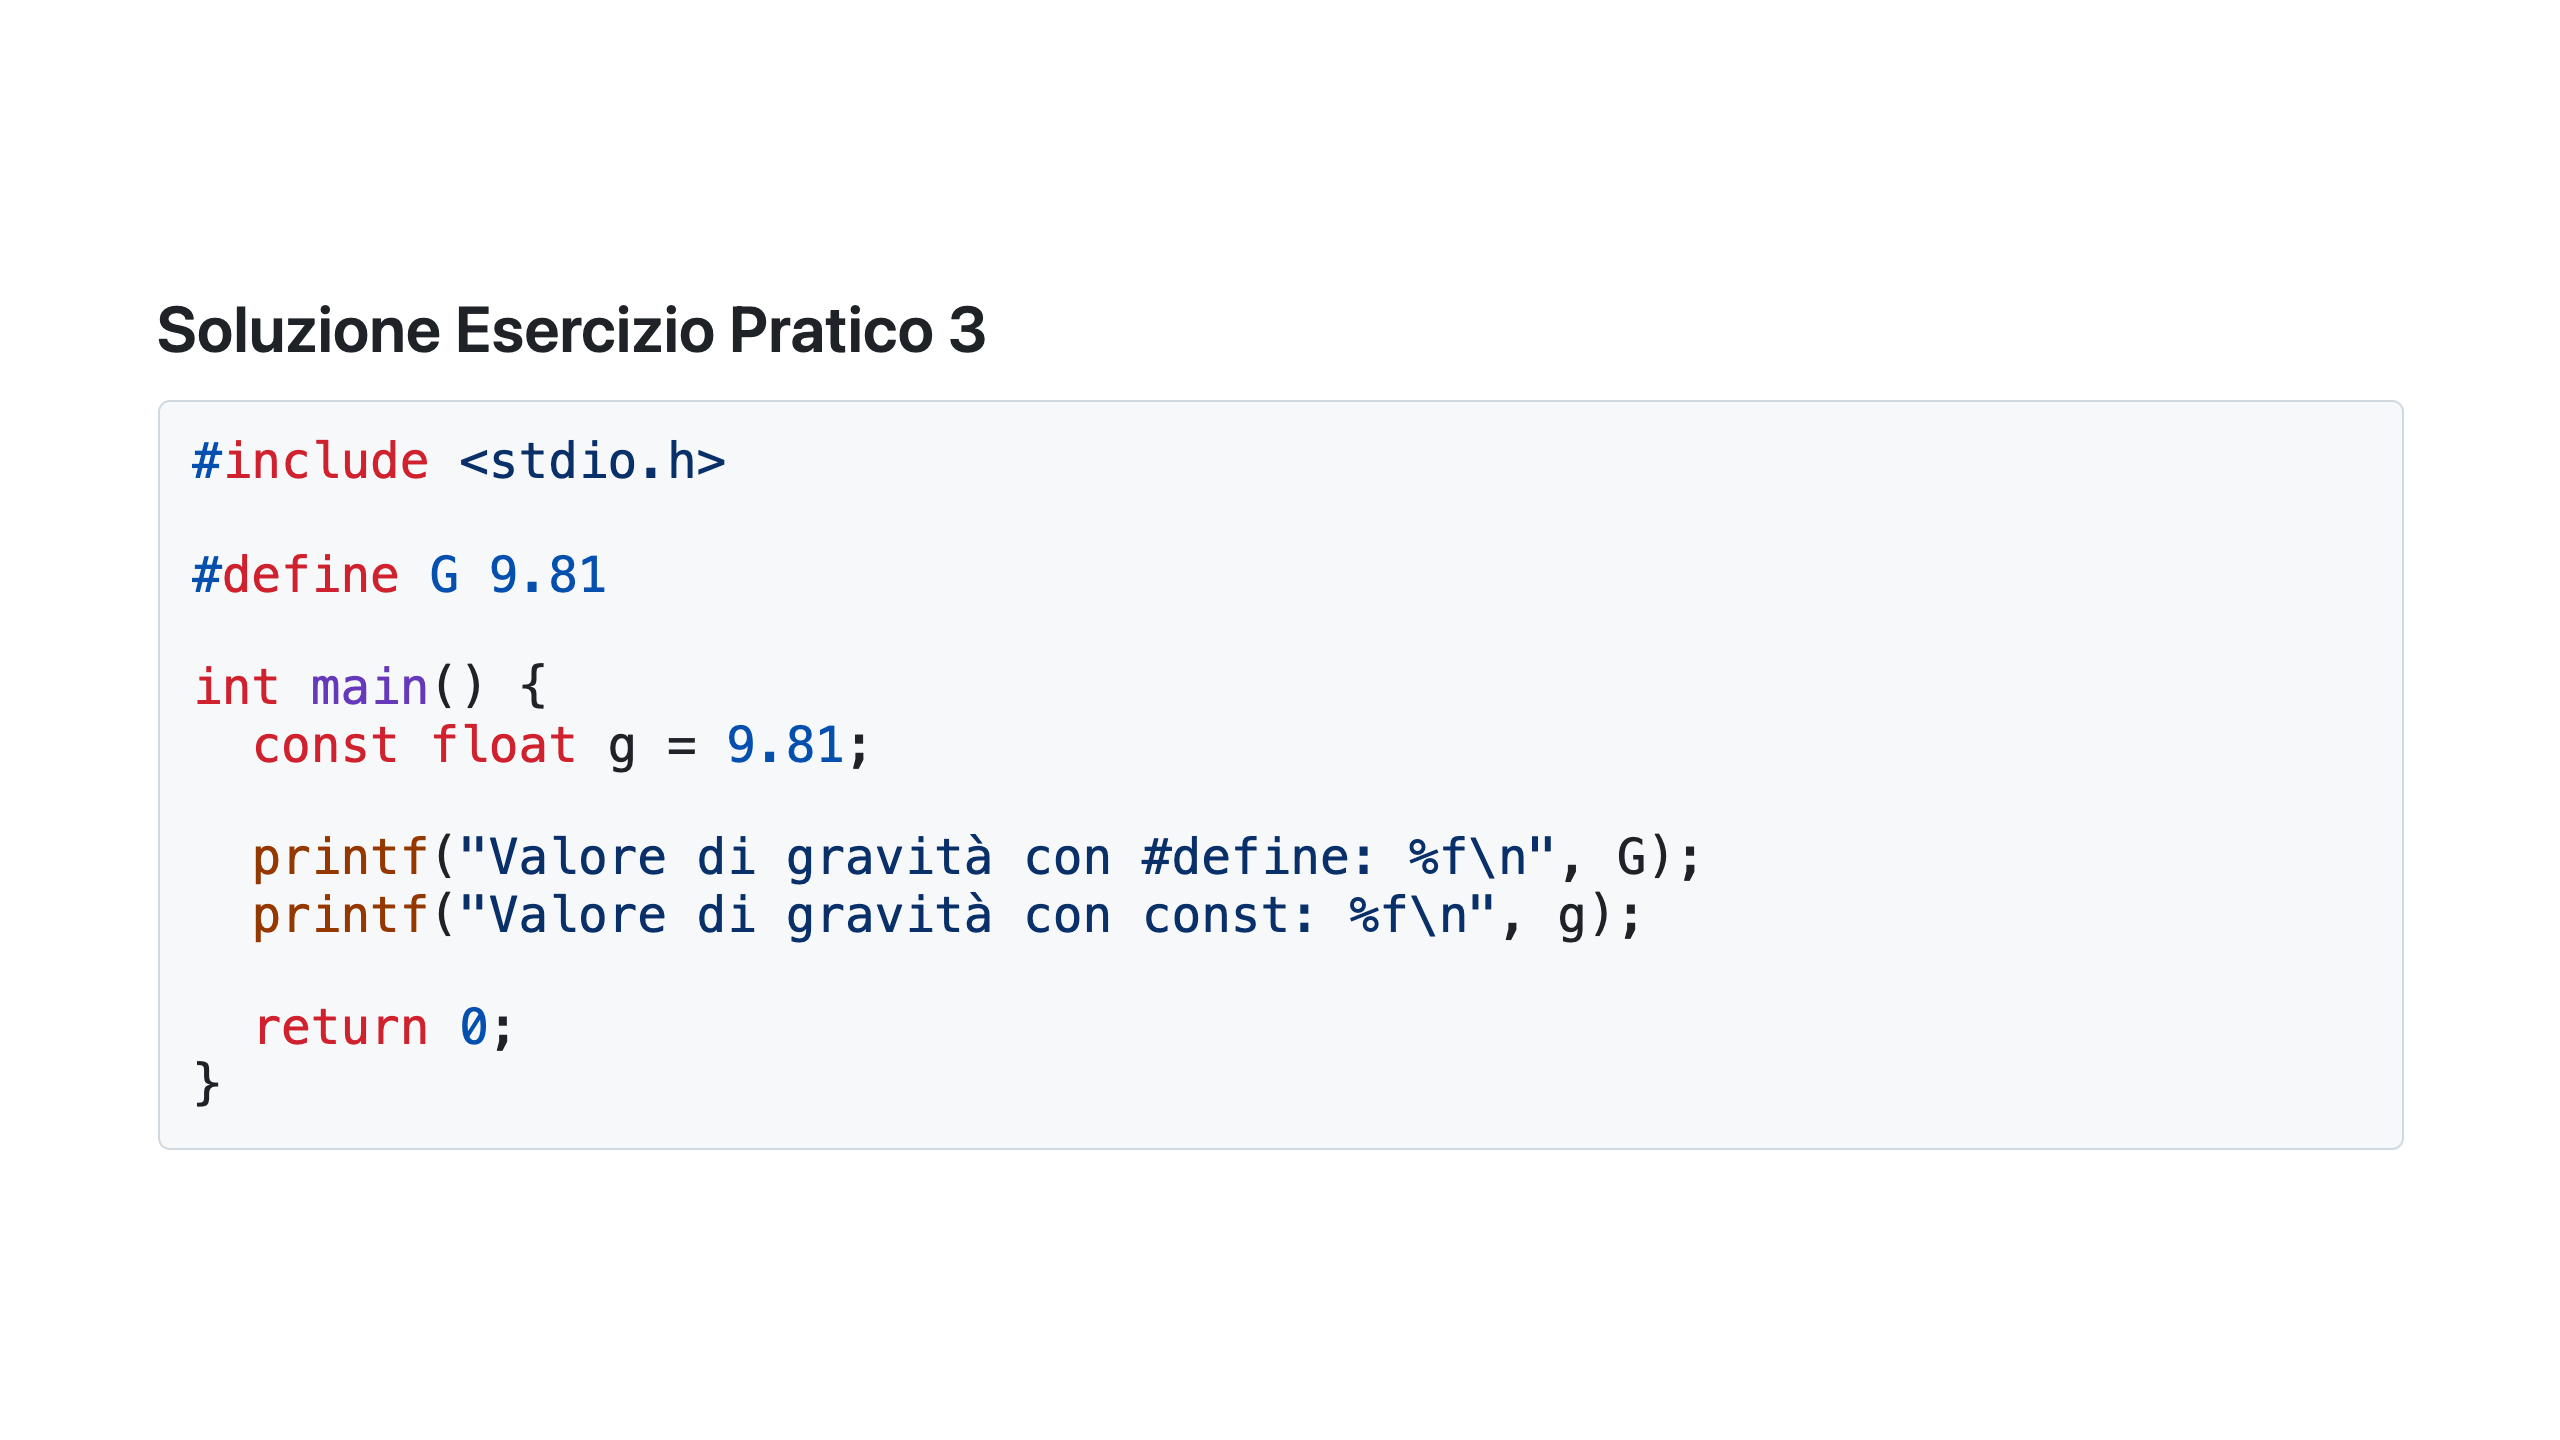 Soluzione Esercizio Pratico 3
#include <stdio.h>
#define G 9.81
int main() {
  const float g = 9.81;
  printf("Valore di gravità con #define: %f\n", G);
  printf("Valore di gravità con const: %f\n", g);
  return 0;
}